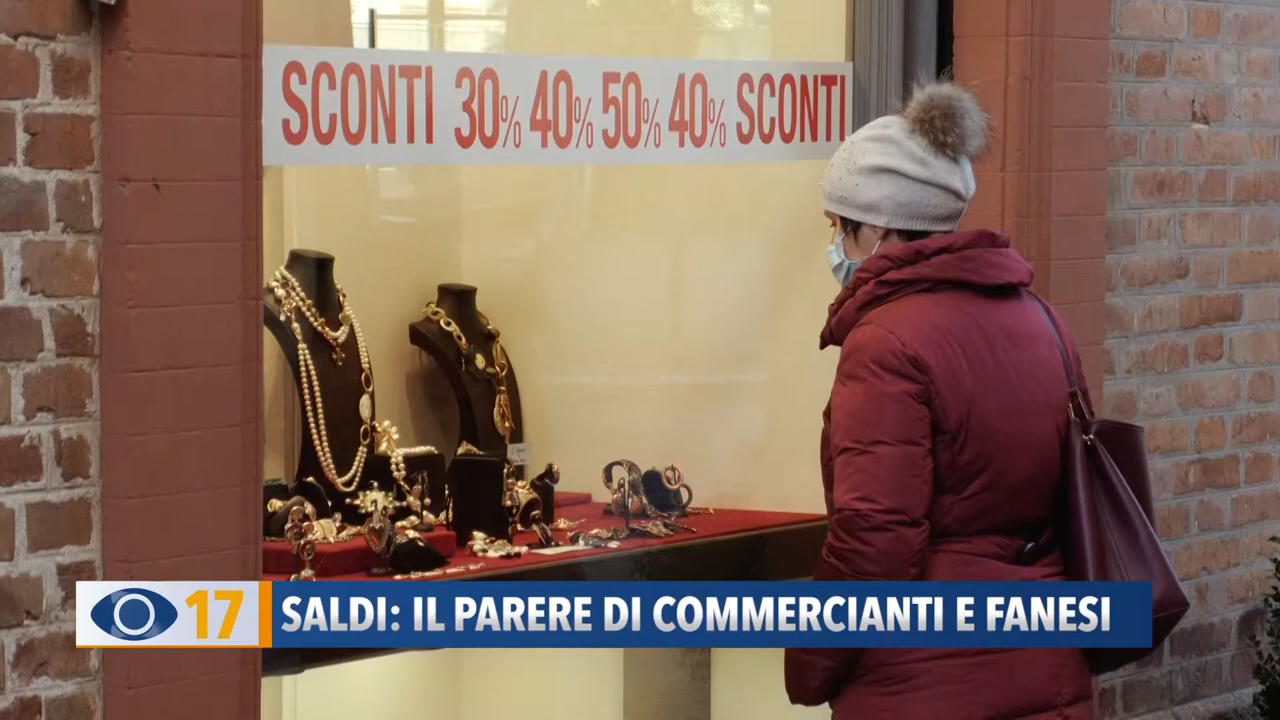 SCONTI 30% 40% 50% 40% SCONTI
17 SALDI: IL PARERE DI COMMERCIANTI E FANESI